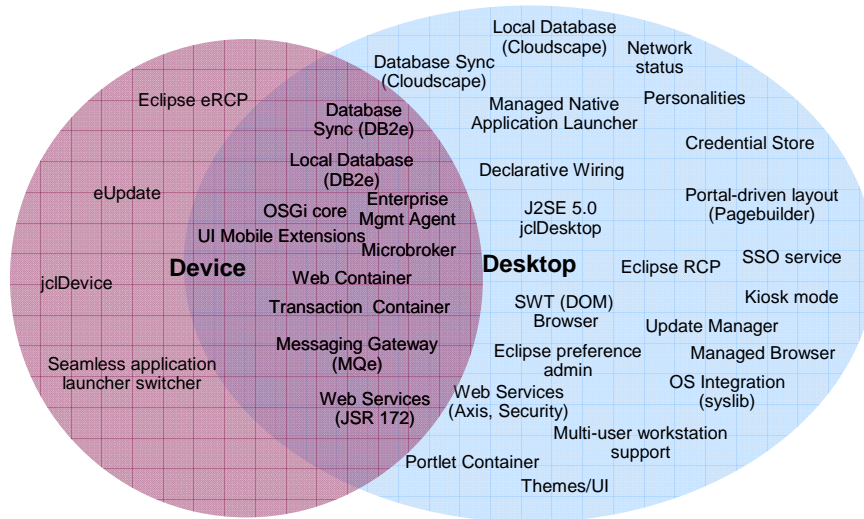 Local Database
(Cloudscape)
Network
status
Database Sync
(Cloudscape)
Eclipse eRCP
Database
Sync (DB2e)
Managed Native
Application Launcher
Personalities
Credential Store
Local Database
(DB2e)
Declarative Wiring
eUpdate
Enterprise
Mgmt Agent
OSGi core
J2SE 5.0
jclDesktop
Portal-driven layout
(Pagebuilder)
UI Mobile Extensions
Microbroker
Device
Desktop
Eclipse RCP
SSO service
jclDevice
Web Container
Kiosk mode
Transaction Container
SWT (DOM)
Browser
Update Manager
Messaging Gateway
(MQe)
Eclipse preference
admin
Managed Browser
Seamless application
launcher switcher
OS Integration
(syslib)
Web Services
(JSR 172)
Web Services
(Axis, Security)
Multi-user workstation
support
Portlet Container
Themes/UI